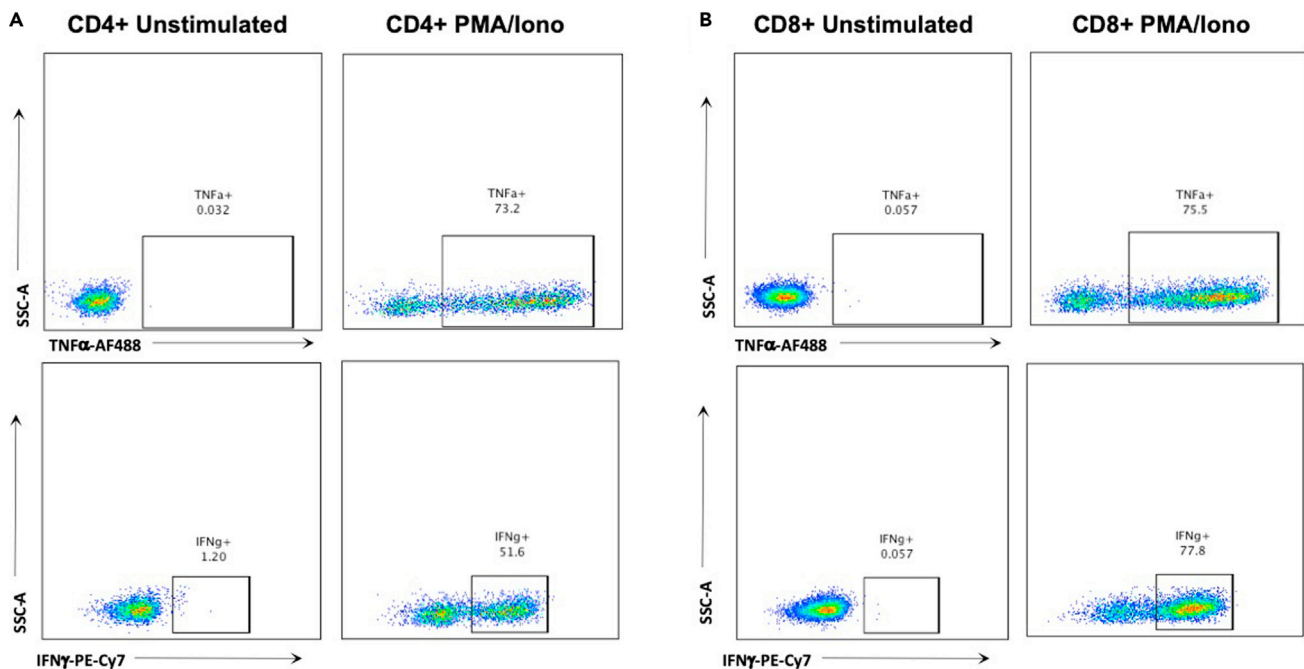 A
CD4+ Unstimulated
CD4+ PMA/Iono
SSC-A
TNFa+
0.032
TNFa+
73.2
TNFα-AF488
SSC-A
IFNg+
1.20
IFNg+
51.6
IFNγ-PE-Cy7
B
CD8+ Unstimulated
CD8+ PMA/Iono
SSC-A
TNFa+
0.057
TNFa+
75.5
TNFα-AF488
SSC-A
IFNg+
0.057
IFNg+
77.8
IFNγ-PE-Cy7